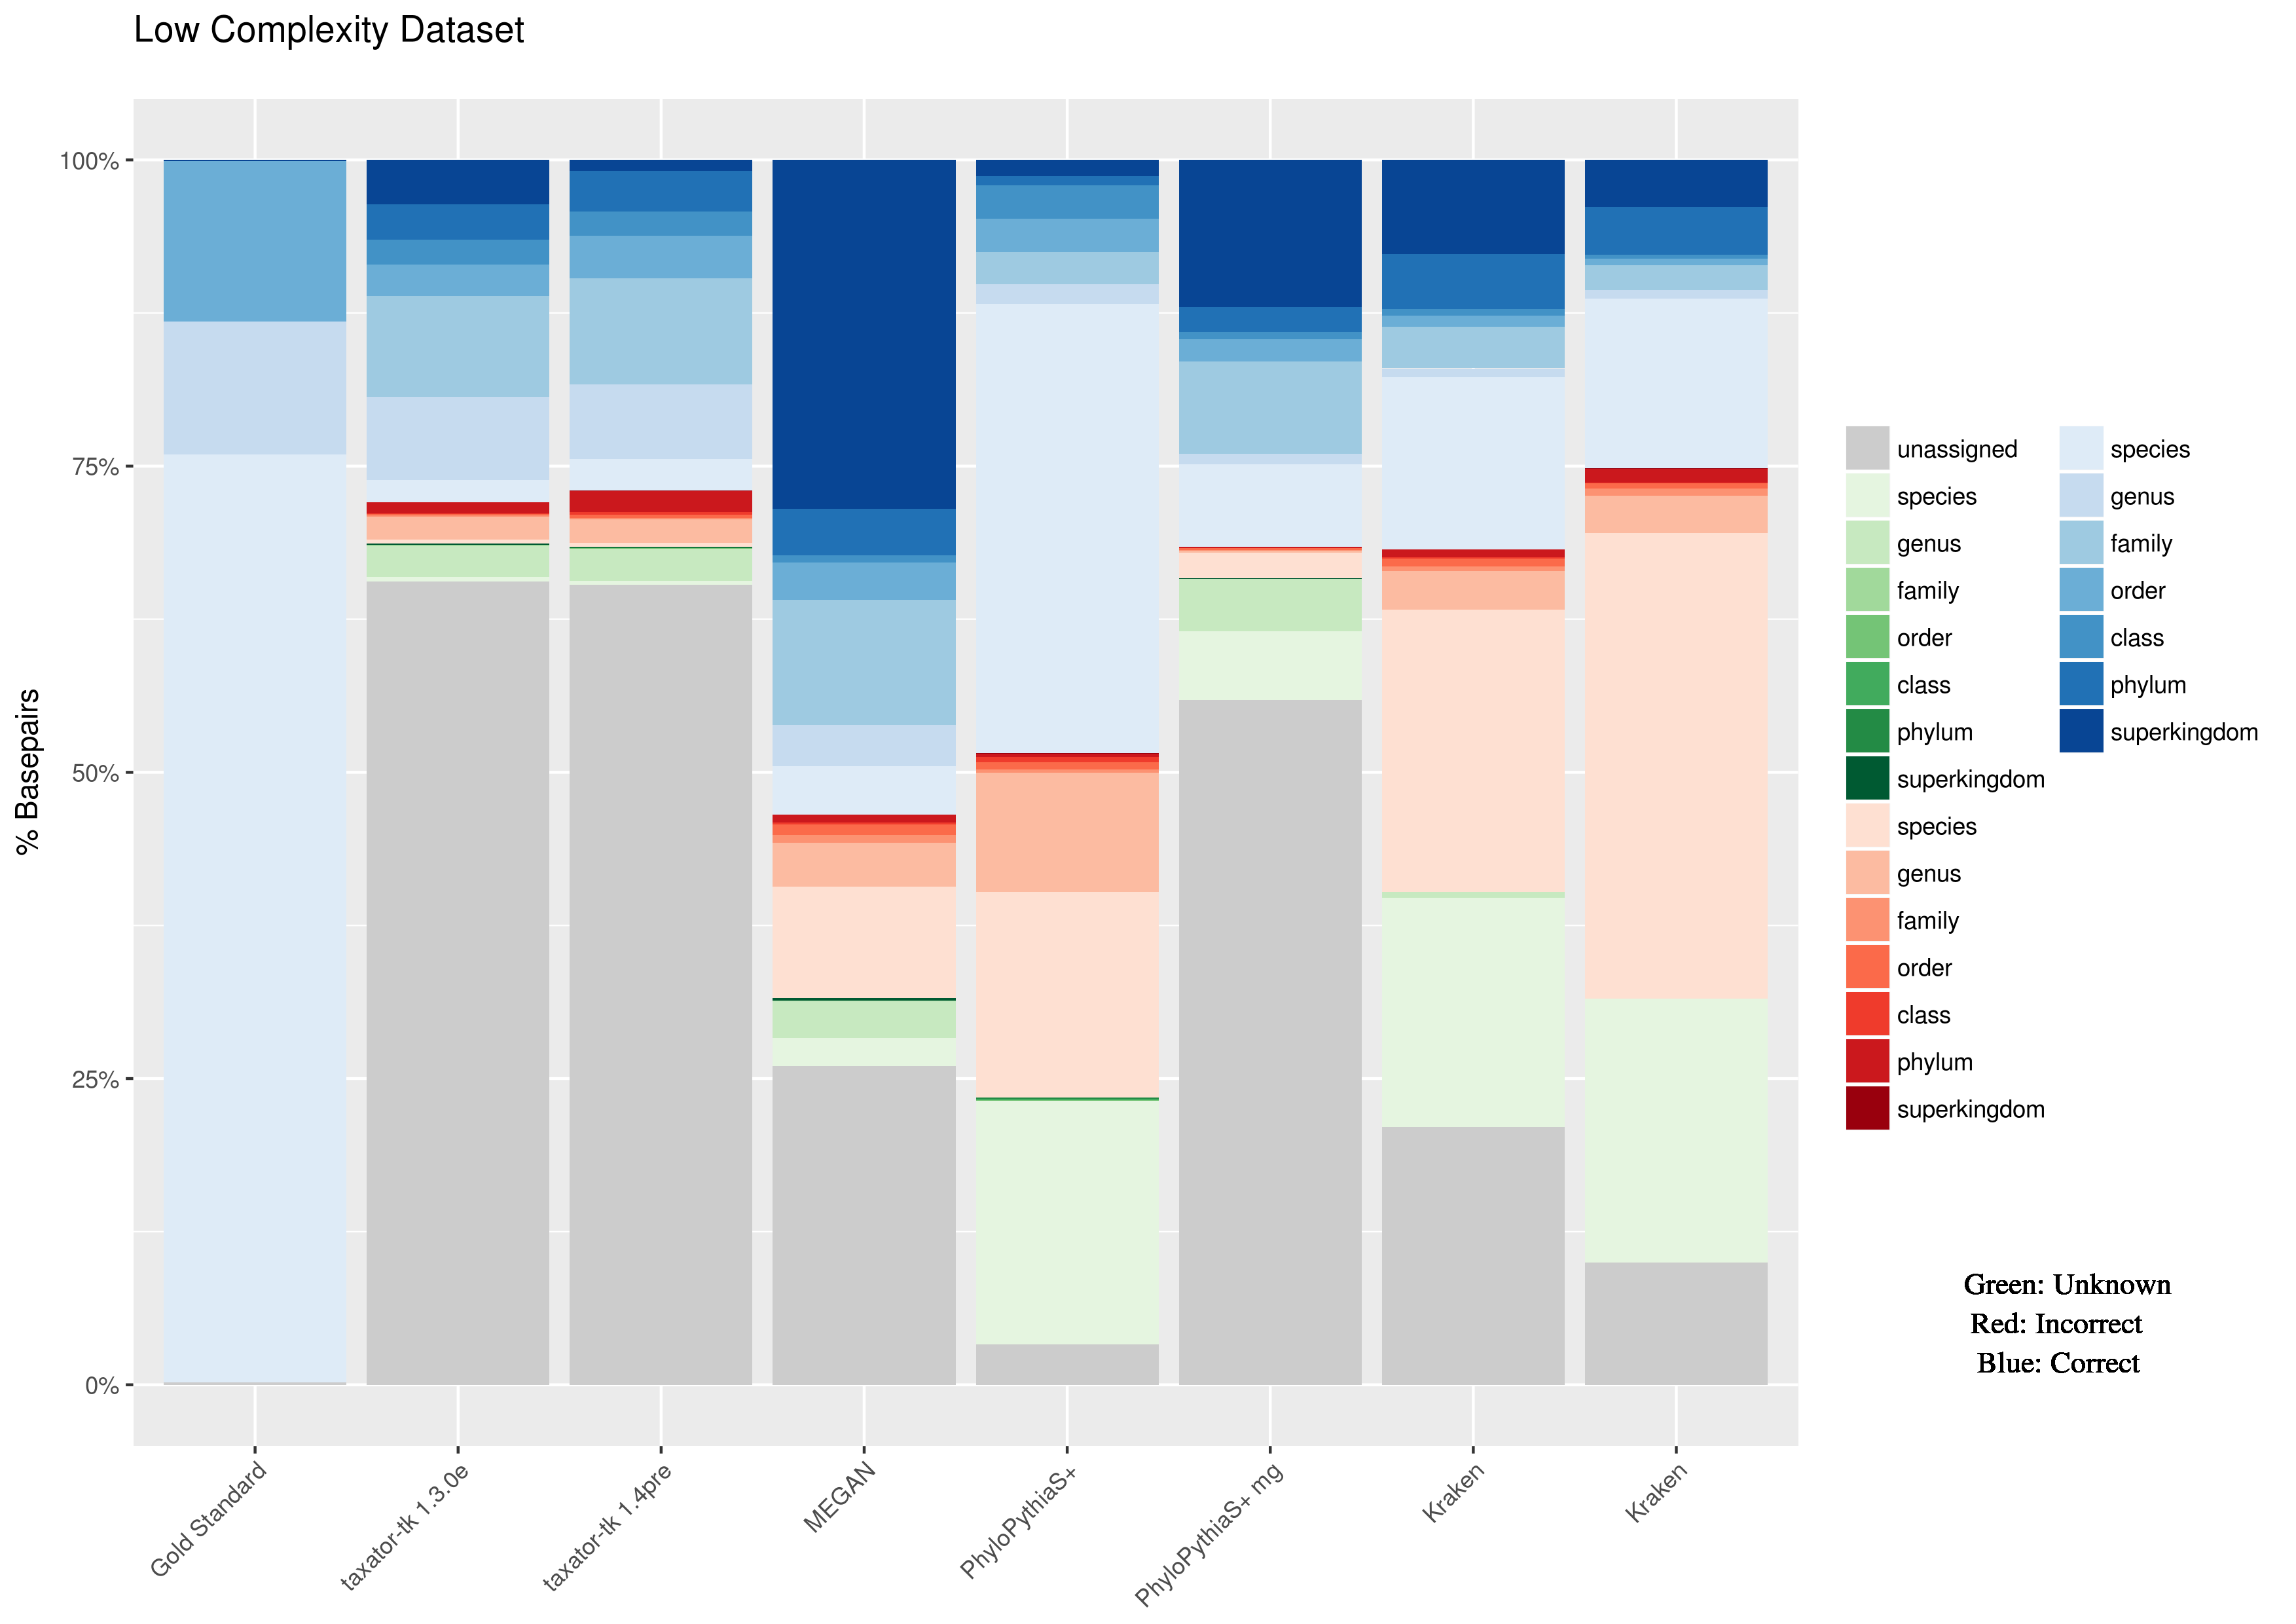 Low Complexity Dataset
% Basepairs
100%
75%
50%
25%
0%
Gold Standard
taxator-tk 1.3.0e
taxator-tk 1.4pre
MEGAN
PhyloPythiaS+
PhyloPythiaS+ mg
Kraken
Kraken
unassigned
species
genus
family
order
class
phylum
superkingdom
species
genus
family
order
class
phylum
superkingdom
species
genus
family
order
class
phylum
superkingdom
Green: Unknown
Red: Incorrect
Blue: Correct